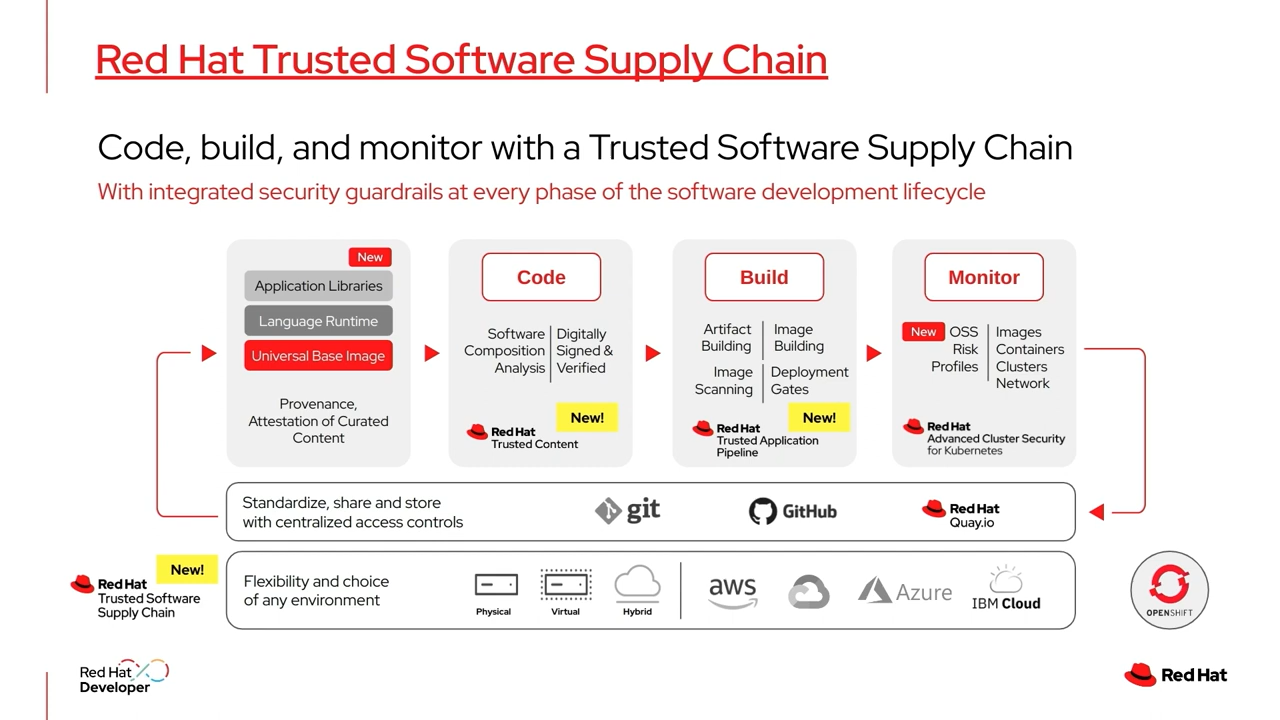 Red Hat Trusted Software Supply Chain
Code, build, and monitor with a Trusted Software Supply Chain
With integrated security guardrails at every phase of the software development lifecycle
New
Application Libraries
Language Runtime
Universal Base Image
Provenance,
Attestation of Curated
Content
Code
Software
Composition
Analysis
Digitally
Signed &
Verified
New!
Red Hat
Trusted Content
Build
Artifact
Building
Image
Building
Image
Scanning
Deployment
Gates
New!
Red Hat
Trusted Application
Pipeline
Monitor
New
OSS
Risk
Profiles
Images
Containers
Clusters
Network
Red Hat
Advanced Cluster Security
for Kubernetes
Standardize, share and store
with centralized access controls
git
GitHub
Red Hat
Quay.io
New!
Red Hat
Trusted Software
Supply Chain
Flexibility and choice
of any environment
Physical
Virtual
Hybrid
aws
Azure
IBM Cloud
OPENSHIFT
Red Hat
Developer
Red Hat